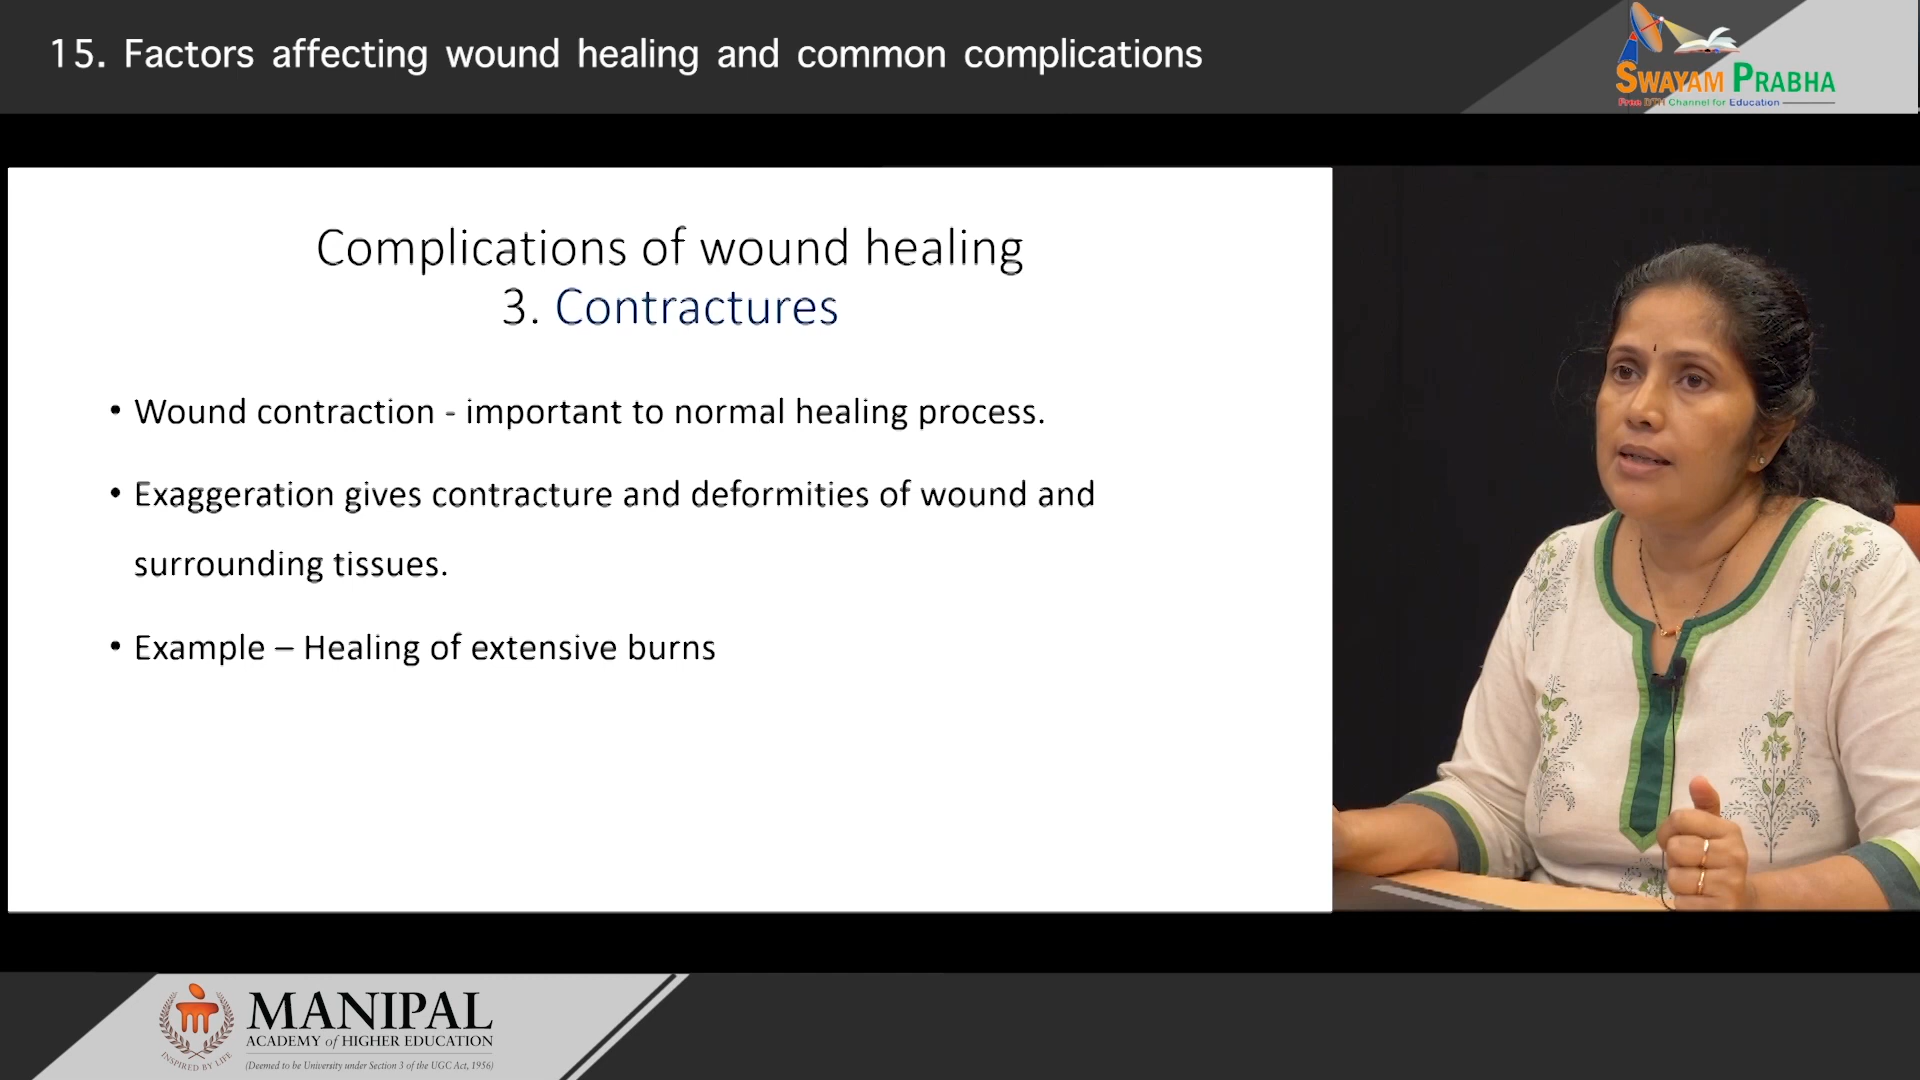 15. Factors affecting wound healing and common complications
SWAYAM PRABHA
Free DTH Channel for Education
Complications of wound healing
3. Contractures
• Wound contraction - important to normal healing process.
• Exaggeration gives contracture and deformities of wound and
surrounding tissues.
• Example – Healing of extensive burns
MANIPAL
ACADEMY of HIGHER EDUCATION
(Deemed to be University under Section 3 of the UGC Act, 1956)
INSPIRED BY LIFE